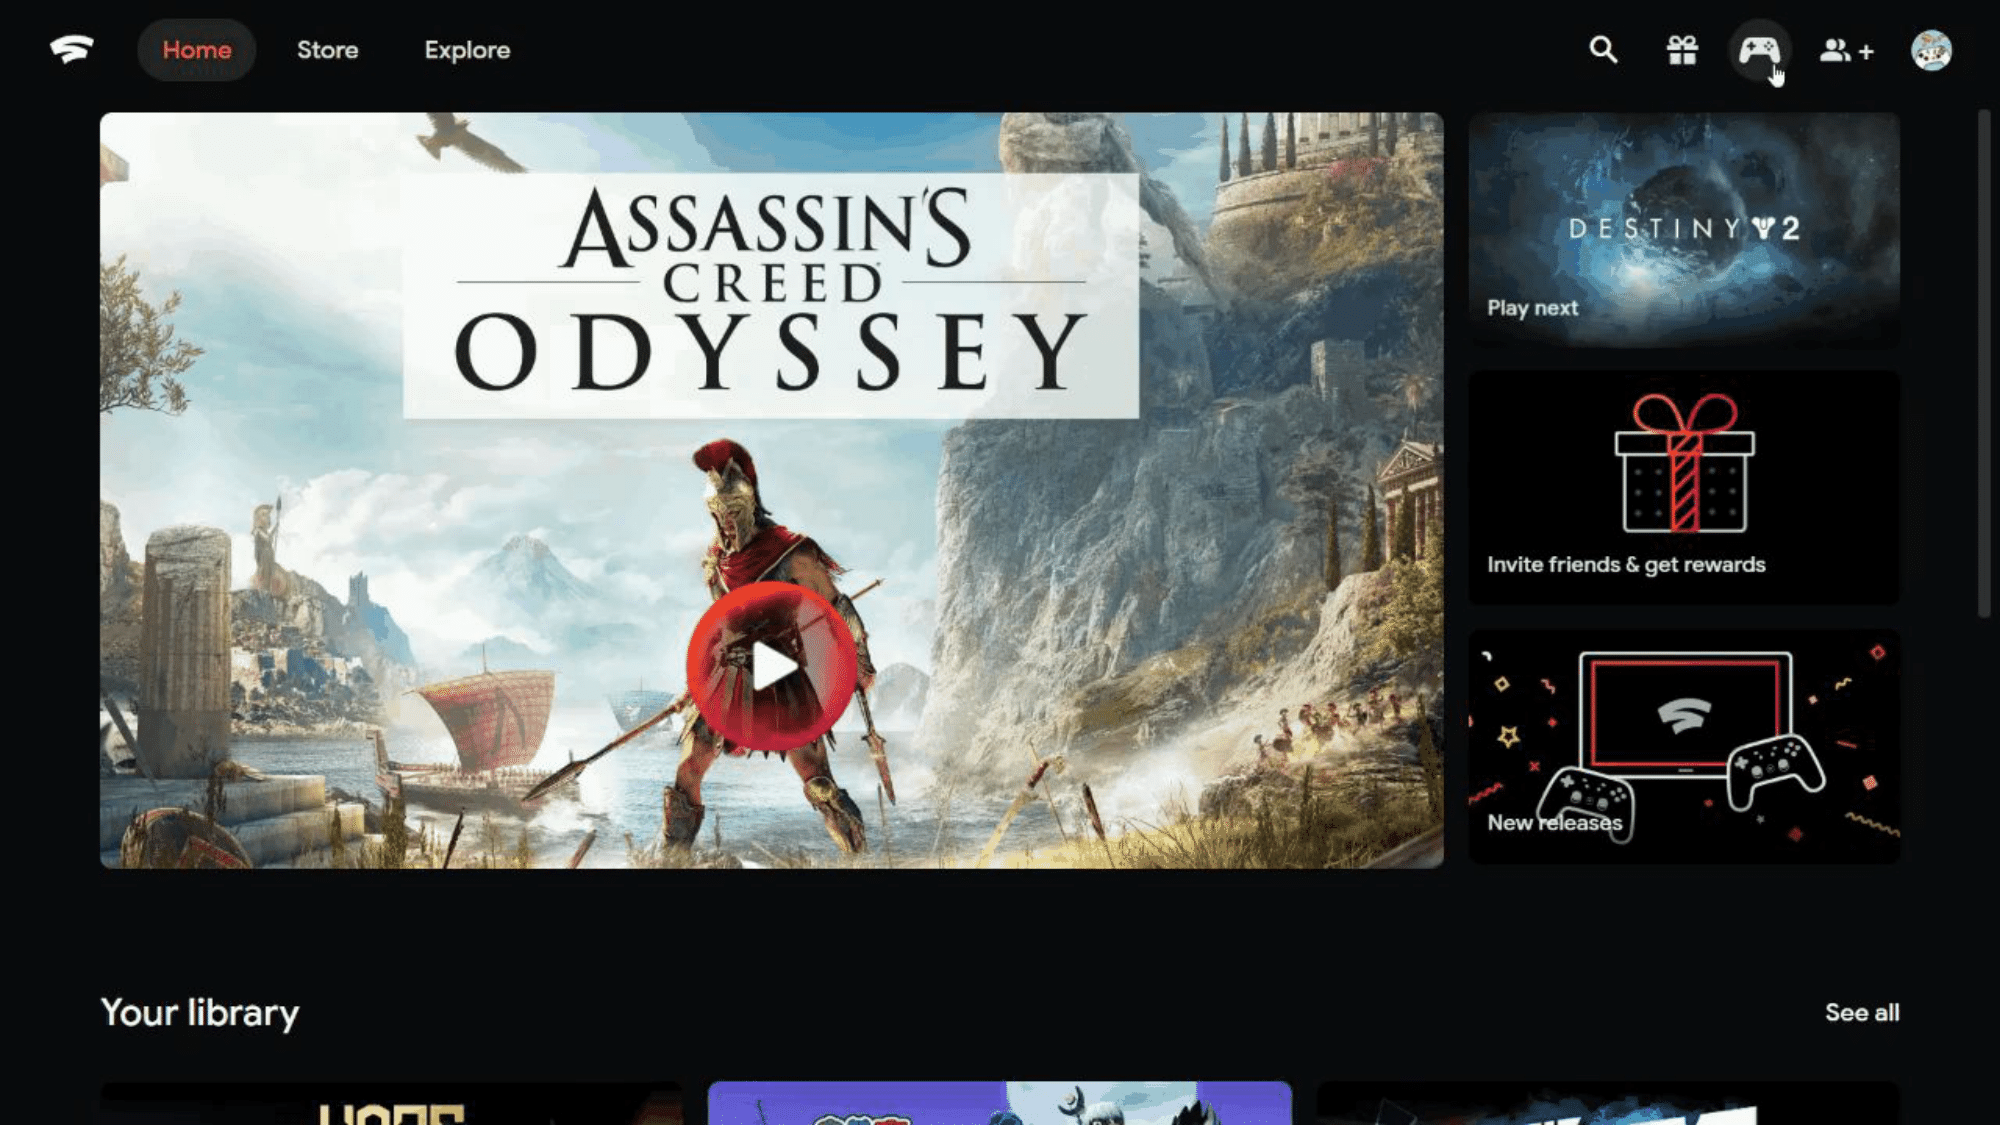 Home
Store
Explore
ASSASSIN'S
CREED
ODYSSEY
DESTINY 2
Play next
Invite friends & get rewards
New releases
Your library
See all